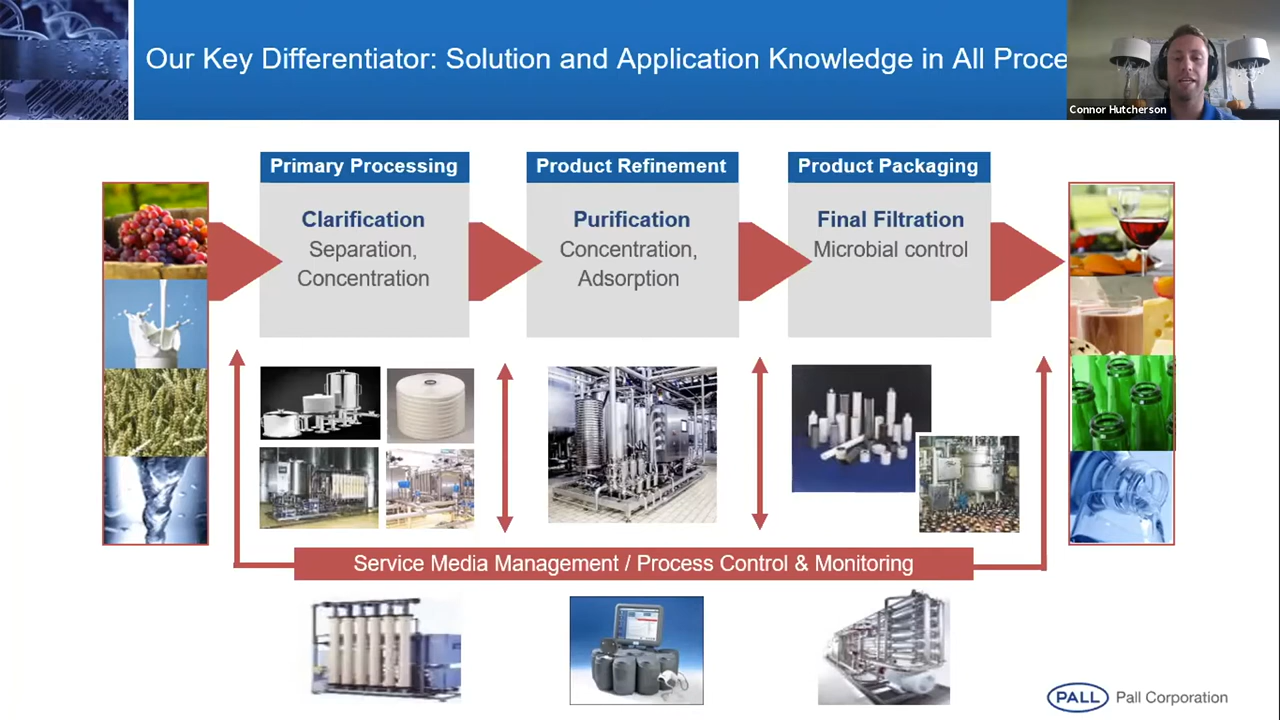 Our Key Differentiator: Solution and Application Knowledge in All Proce
Connor Hutcherson
Primary Processing
Clarification
Separation,
Concentration
Product Refinement
Purification
Concentration,
Adsorption
Product Packaging
Final Filtration
Microbial control
Service Media Management / Process Control & Monitoring
PALL Pall Corporation